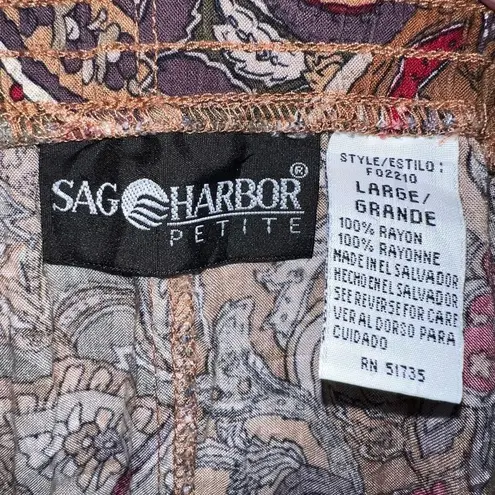 SAG HARBOR®
PETITE
STYLE/ESTILO:
F02210
LARGE/
GRANDE
100% RAYON
100% RAYONNE
MADE IN EL SALVADOR
HECHO EN EL SALVADOR
SEE REVERSE FOR CARE
VER AL DORSO PARA
CUIDADO
RN 51735